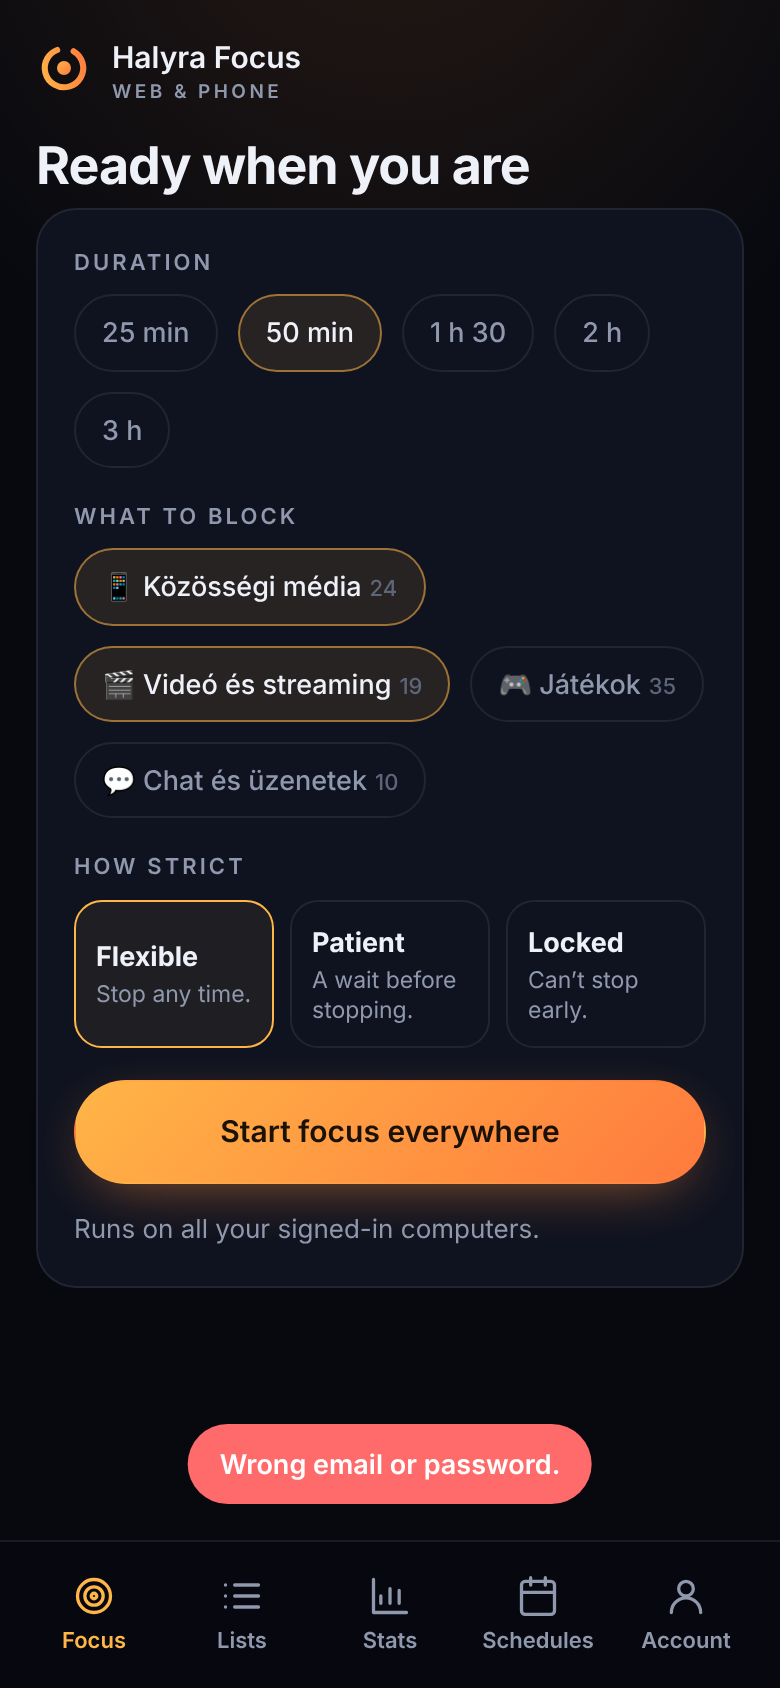 Halyra Focus
WEB & PHONE
Ready when you are
DURATION
25 min
50 min
1 h 30
2 h
3 h
WHAT TO BLOCK
📱 Közösségi média 24
🎬 Videó és streaming 19
🎮 Játékok 35
💬 Chat és üzenetek 10
HOW STRICT
Flexible
Stop any time.
Patient
A wait before
stopping.
Locked
Can’t stop
early.
Start focus everywhere
Runs on all your signed-in computers.
Wrong email or password.
Focus
Lists
Stats
Schedules
Account